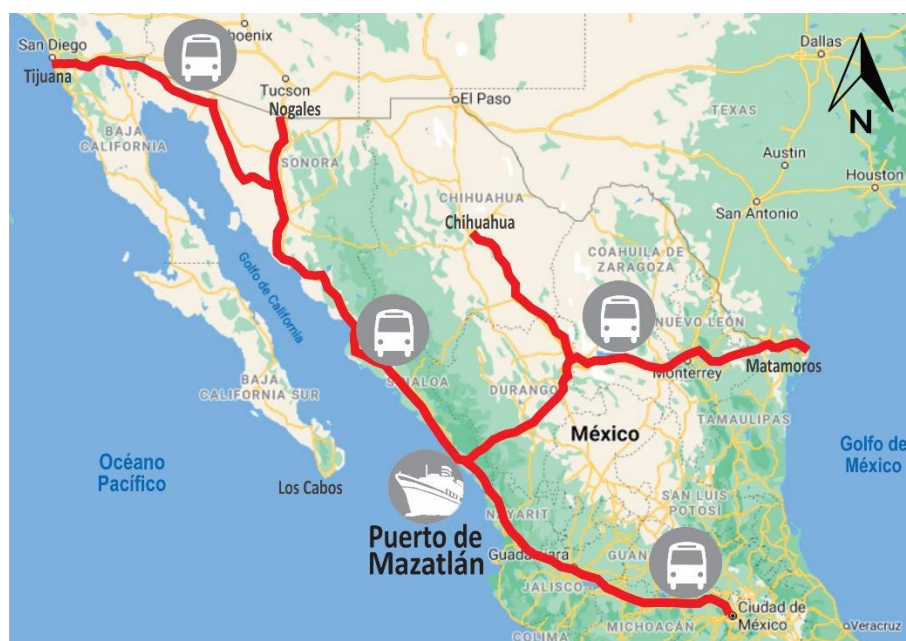 San Diego
Tijuana
hoenix
Tucson
Nogales
El Paso
Dallas
TEXAS
N
Austin
Houston
San Antonio
BAJA
CALIFORNIA
SONORA
CHIHUAHUA
Chihuahua
COAHUILA DE
ZARAGOZA
Golfo de California
NUEVO LEÓN
Monterrey
Matamoros
SINALOA
DURANGO
BAJA
CALIFORNIA SUR
México
TAMAULIPAS
Golfo de
México
Océano
Pacífico
Los Cabos
SAN LUIS
POTOSÍ
NAYARIT
Puerto de
Mazatlán
Guadalajara
GUAN
JALISCO
Ciudad de
México
MICHOACÁN
COLIMA
Veracruz